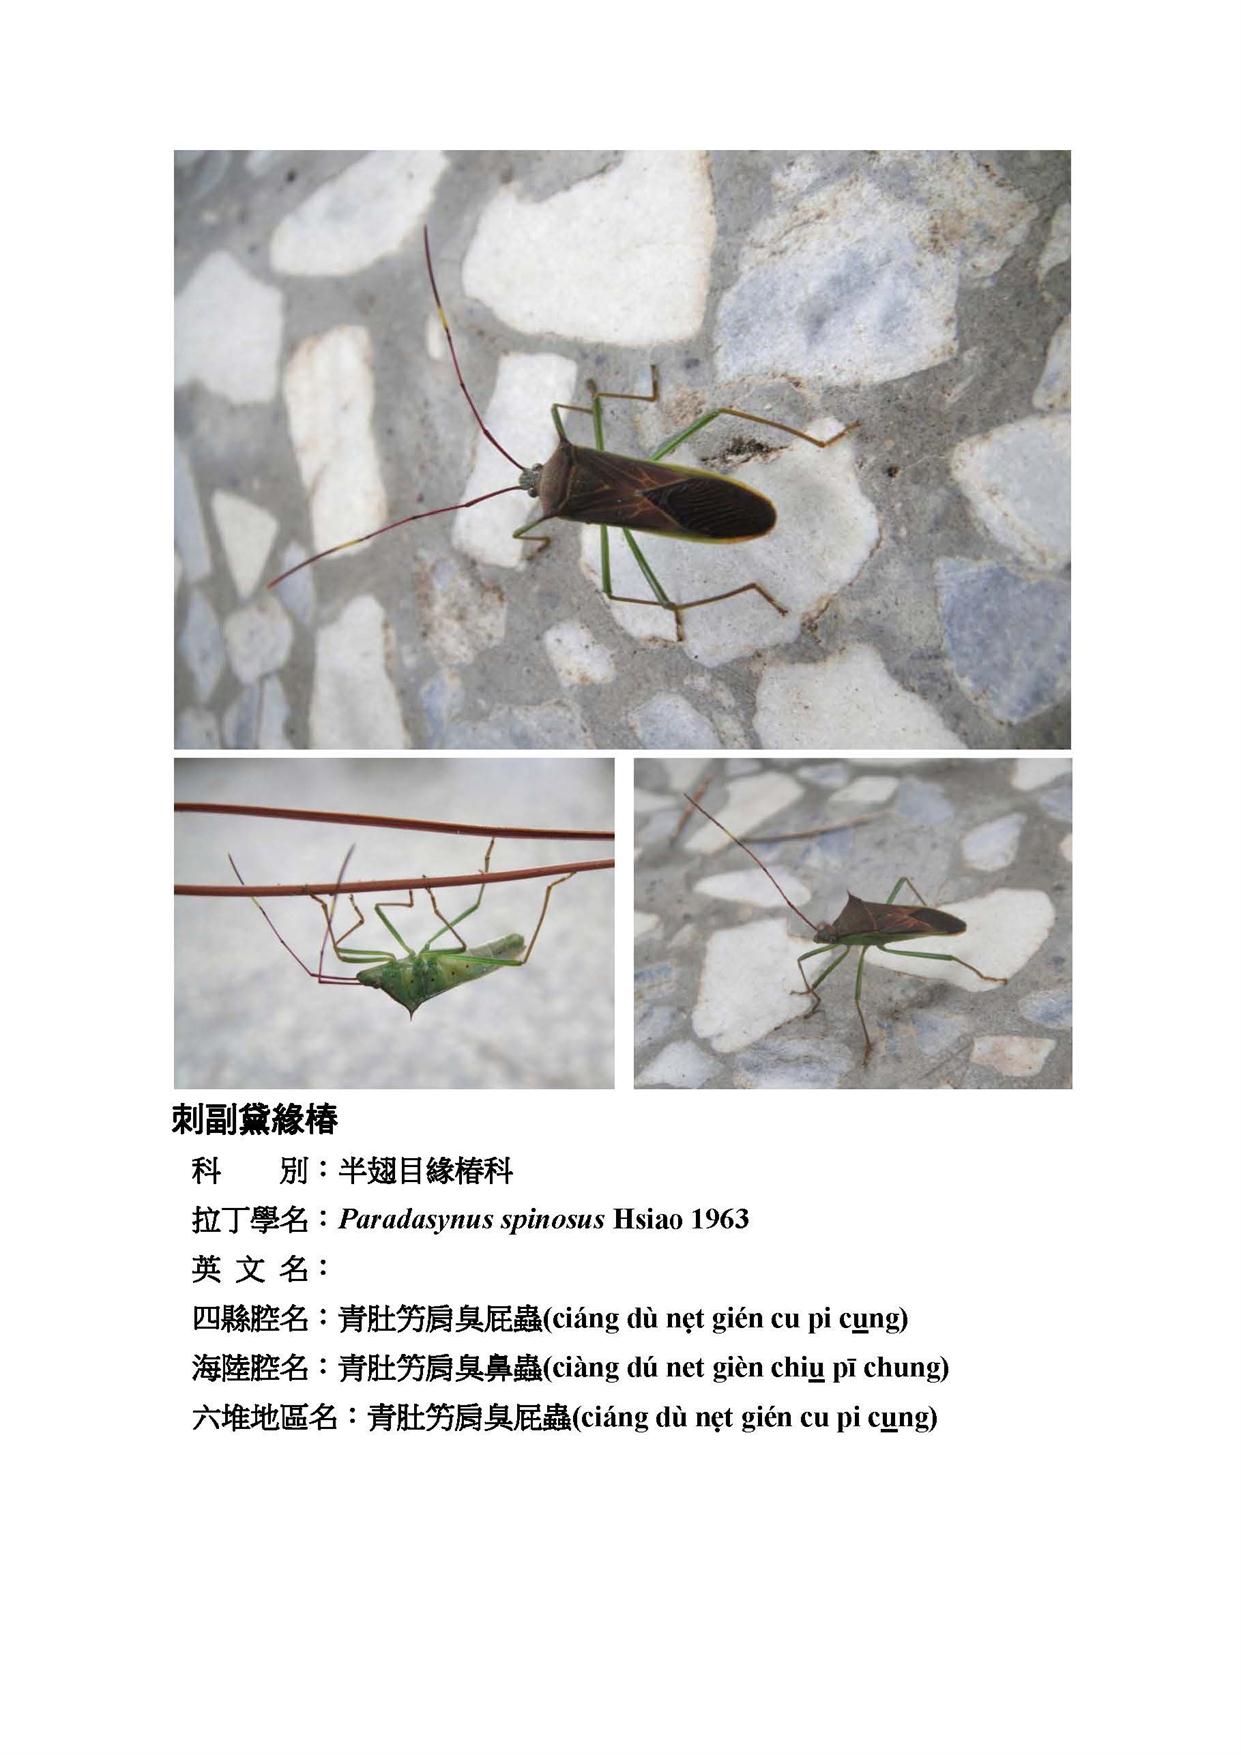 刺副黛緣椿
科　　別：半翅目緣椿科
拉丁學名：Paradasynus spinosus Hsiao 1963
英 文 名：
四縣腔名：青肚竻肩臭屁蟲(ciáng dù nẹt gién cu pi cu̲ng)
海陸腔名：青肚竻肩臭鼻蟲(ciàng dú net gièn chiu̲ pī chung)
六堆地區名：青肚竻肩臭屁蟲(ciáng dù nẹt gién cu pi cu̲ng)